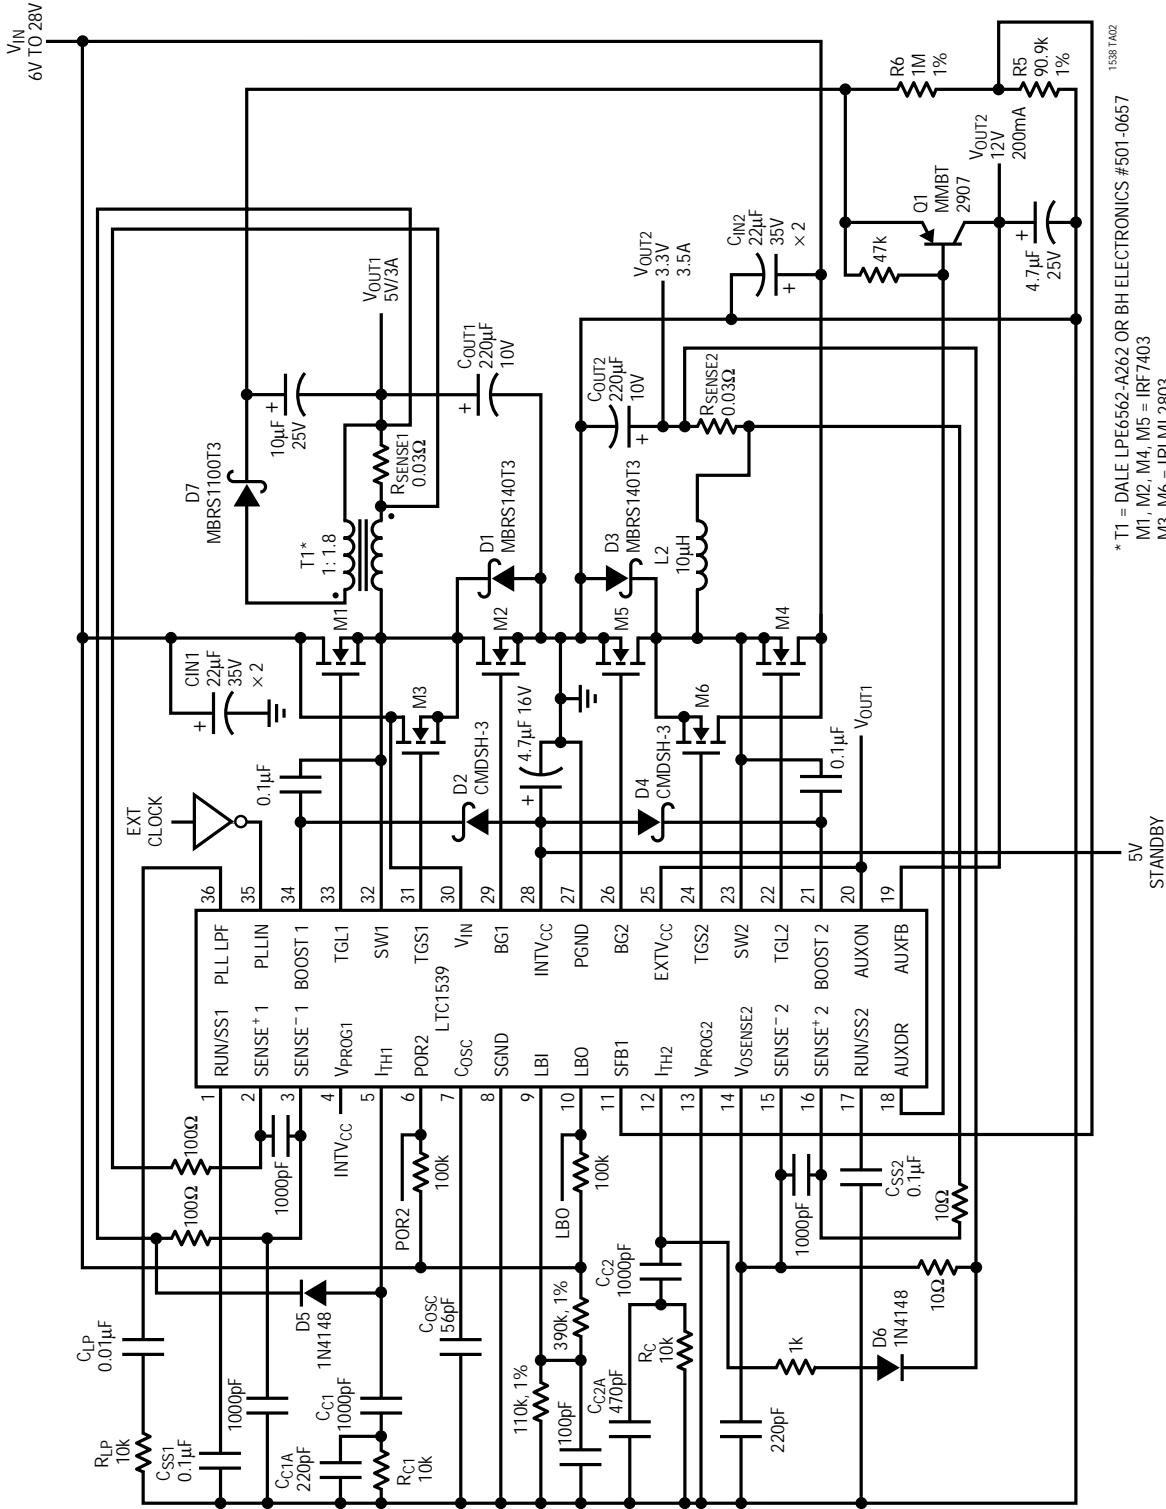 VIN
6V TO 28V
RLP
10k
CLP
0.01µF
CSS1
0.1µF
1000pF
CC1A
220pF
RC1
10k
CC1
1000pF
D5
1N4148
COSC
56pF
110k, 1%
390k, 1%
100pF
CC2A
470pF
RC
10k
CC2
1000pF
220pF
1k
D6
1N4148
10Ω
10Ω
100Ω
100Ω
1000pF
INTVCC
POR2
100k
LBO
100k
1000pF
CSS2
0.1µF
1
2
3
4
5
6
7
8
9
10
11
12
13
14
15
16
17
18
RUN/SS1
SENSE+ 1
SENSE– 1
VPROG1
ITH1
POR2
COSC
SGND
LBI
LBO
SFB1
ITH2
VPROG2
VOSENSE2
SENSE– 2
SENSE+ 2
RUN/SS2
AUXDR
LTC1539
PLL LPF
PLLIN
BOOST 1
TGL1
SW1
TGS1
VIN
BG1
INTVCC
PGND
BG2
EXTVCC
TGS2
SW2
TGL2
BOOST 2
AUXON
AUXFB
36
35
34
33
32
31
30
29
28
27
26
25
24
23
22
21
20
19
EXT
CLOCK
0.1µF
D2
CMDSH-3
4.7µF 16V
D4
CMDSH-3
0.1µF
VOUT1
5V
STANDBY
CIN1
22µF
35V
× 2
M1
M3
M2
M5
M6
M4
T1*
1: 1.8
D7
MBRS1100T3
10µF
+
25V
RSENSE1
0.03Ω
VOUT1
5V/3A
COUT1
220µF
10V
D1
MBRS140T3
D3
MBRS140T3
L2
10µH
COUT2
220µF
10V
RSENSE2
0.03Ω
VOUT2
3.3V
3.5A
CIN2
22µF
35V
× 2
47k
Q1
MMBT
2907
4.7µF
25V
VOUT2
12V
200mA
R6
1M
1%
R5
90.9k
1%
1538 TA02
* T1 = DALE LPE6562-A262 OR BH ELECTRONICS #501-0657
M1, M2, M4, M5 = IRF7403
M3, M6 = IRLML2803